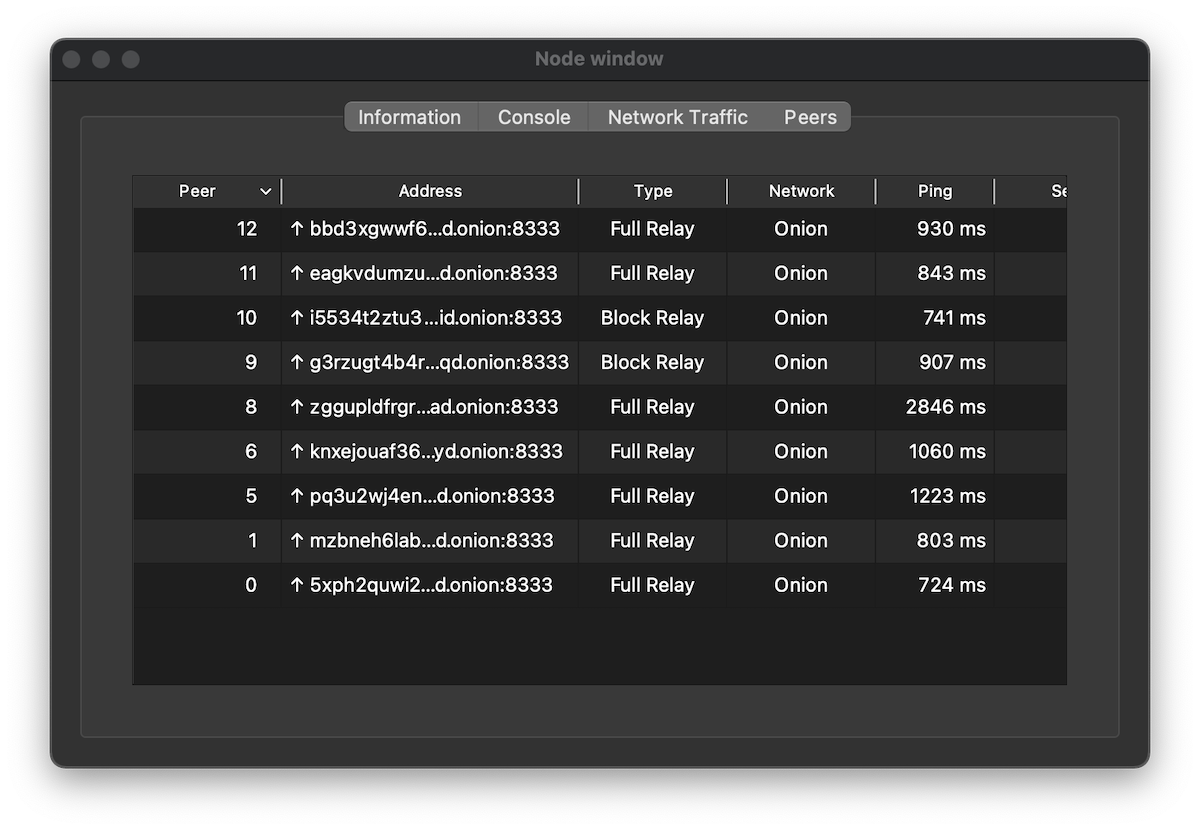 Node window
Information Console Network Traffic Peers
Peer Address Type Network Ping Se
12 ↑ bbd3xgwwf6...d.onion:8333 Full Relay Onion 930 ms
11 ↑ eagkvdumzu...d.onion:8333 Full Relay Onion 843 ms
10 ↑ i5534t2ztu3...id.onion:8333 Block Relay Onion 741 ms
9 ↑ g3rzugt4b4r...qd.onion:8333 Block Relay Onion 907 ms
8 ↑ zggupldfrgr...ad.onion:8333 Full Relay Onion 2846 ms
6 ↑ knxejouaf36...yd.onion:8333 Full Relay Onion 1060 ms
5 ↑ pq3u2wj4en...d.onion:8333 Full Relay Onion 1223 ms
1 ↑ mzbneh6lab...d.onion:8333 Full Relay Onion 803 ms
0 ↑ 5xph2quwi2...d.onion:8333 Full Relay Onion 724 ms